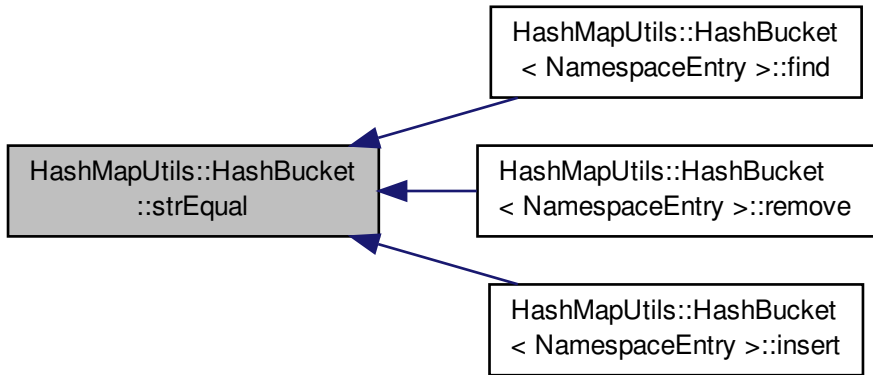 HashMapUtils::HashBucket
< NamespaceEntry >::find
HashMapUtils::HashBucket
::strEqual
HashMapUtils::HashBucket
< NamespaceEntry >::remove
HashMapUtils::HashBucket
< NamespaceEntry >::insert